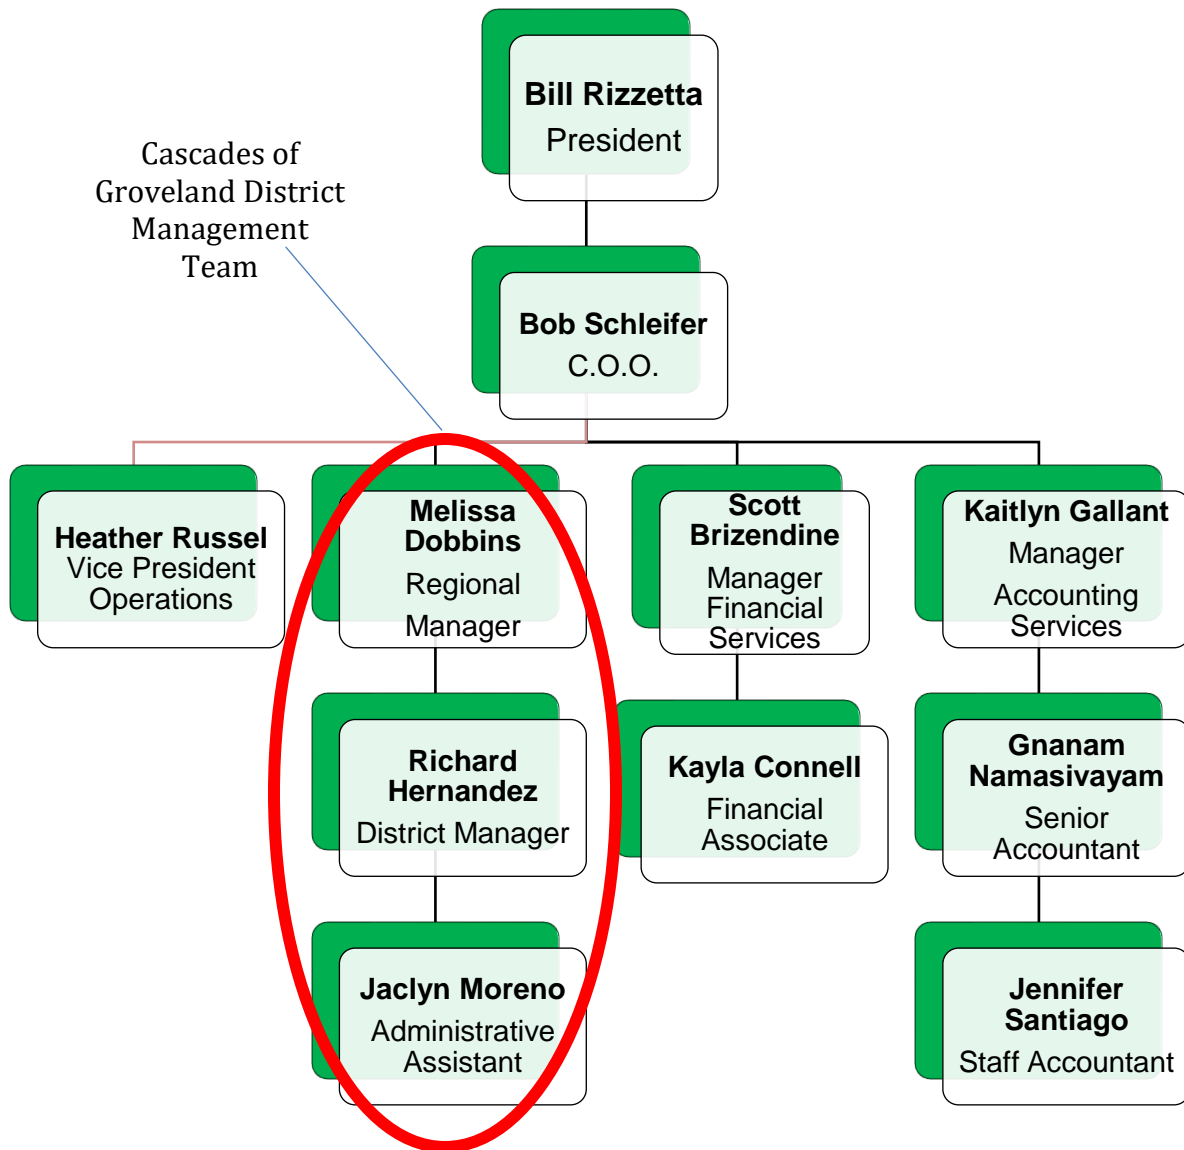 Bill Rizzetta
President
Cascades of
Groveland District
Management
Team
Bob Schleifer
C.O.O.
Heather Russel
Vice President
Operations
Melissa
Dobbins
Regional
Manager
Scott
Brizendine
Manager
Financial
Services
Kaitlyn Gallant
Manager
Accounting
Services
Richard
Hernandez
District Manager
Kayla Connell
Financial
Associate
Gnanam
Namasivayam
Senior
Accountant
Jaclyn Moreno
Administrative
Assistant
Jennifer
Santiago
Staff Accountant